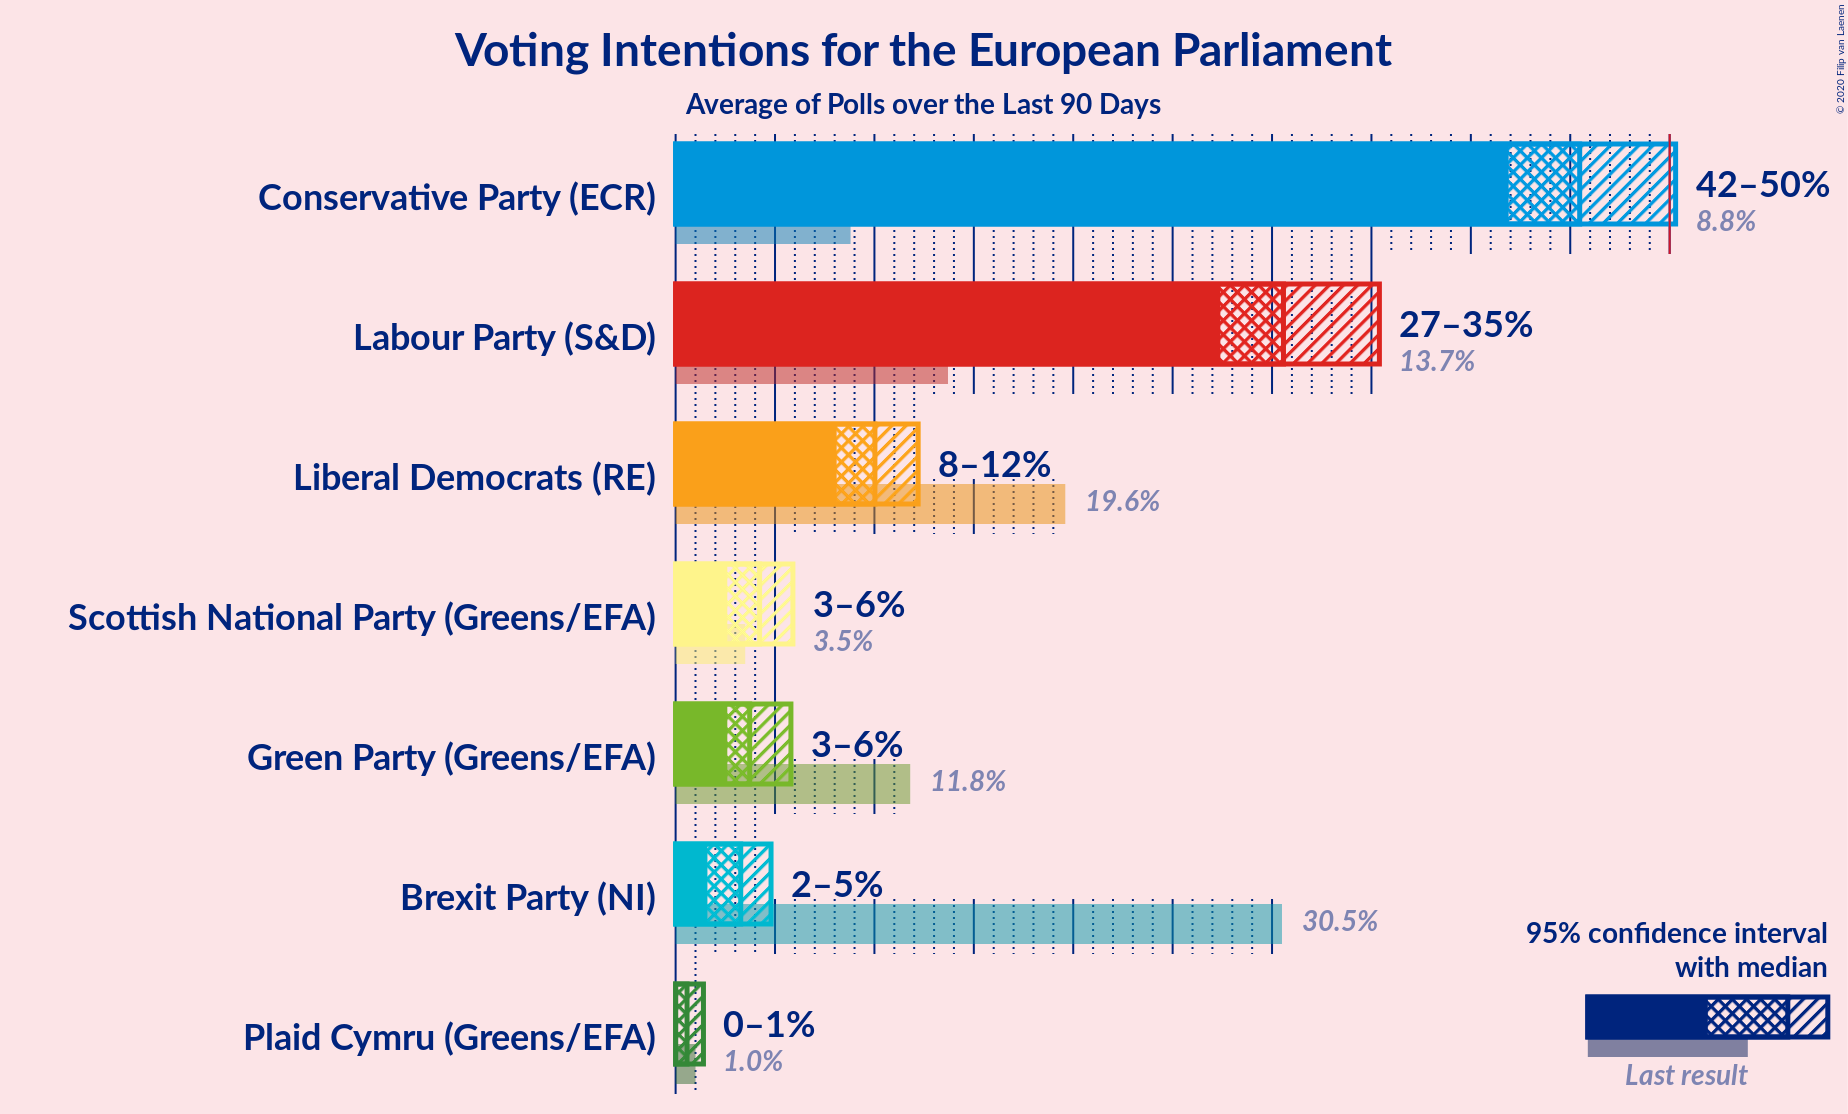 Voting Intentions for the European Parliament
Average of Polls over the Last 90 Days
© 2020 Filip van Laenen
Conservative Party (ECR)
42–50%
8.8%
Labour Party (S&D)
27–35%
13.7%
Liberal Democrats (RE)
8–12%
19.6%
Scottish National Party (Greens/EFA)
3–6%
3.5%
Green Party (Greens/EFA)
3–6%
11.8%
Brexit Party (NI)
2–5%
30.5%
Plaid Cymru (Greens/EFA)
0–1%
1.0%
95% confidence interval
with median
Last result